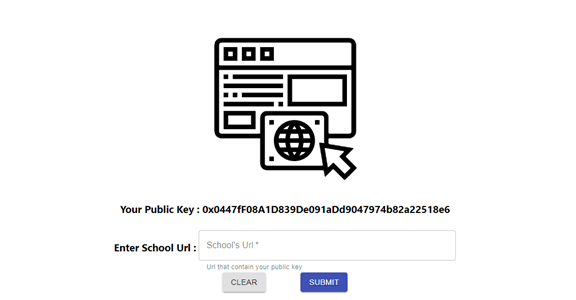 Your Public Key : 0x0447fF08A1D839De091aDd9047974b82a22518e6
Enter School Url : School's Url *
Url that contain your public key
CLEAR SUBMIT